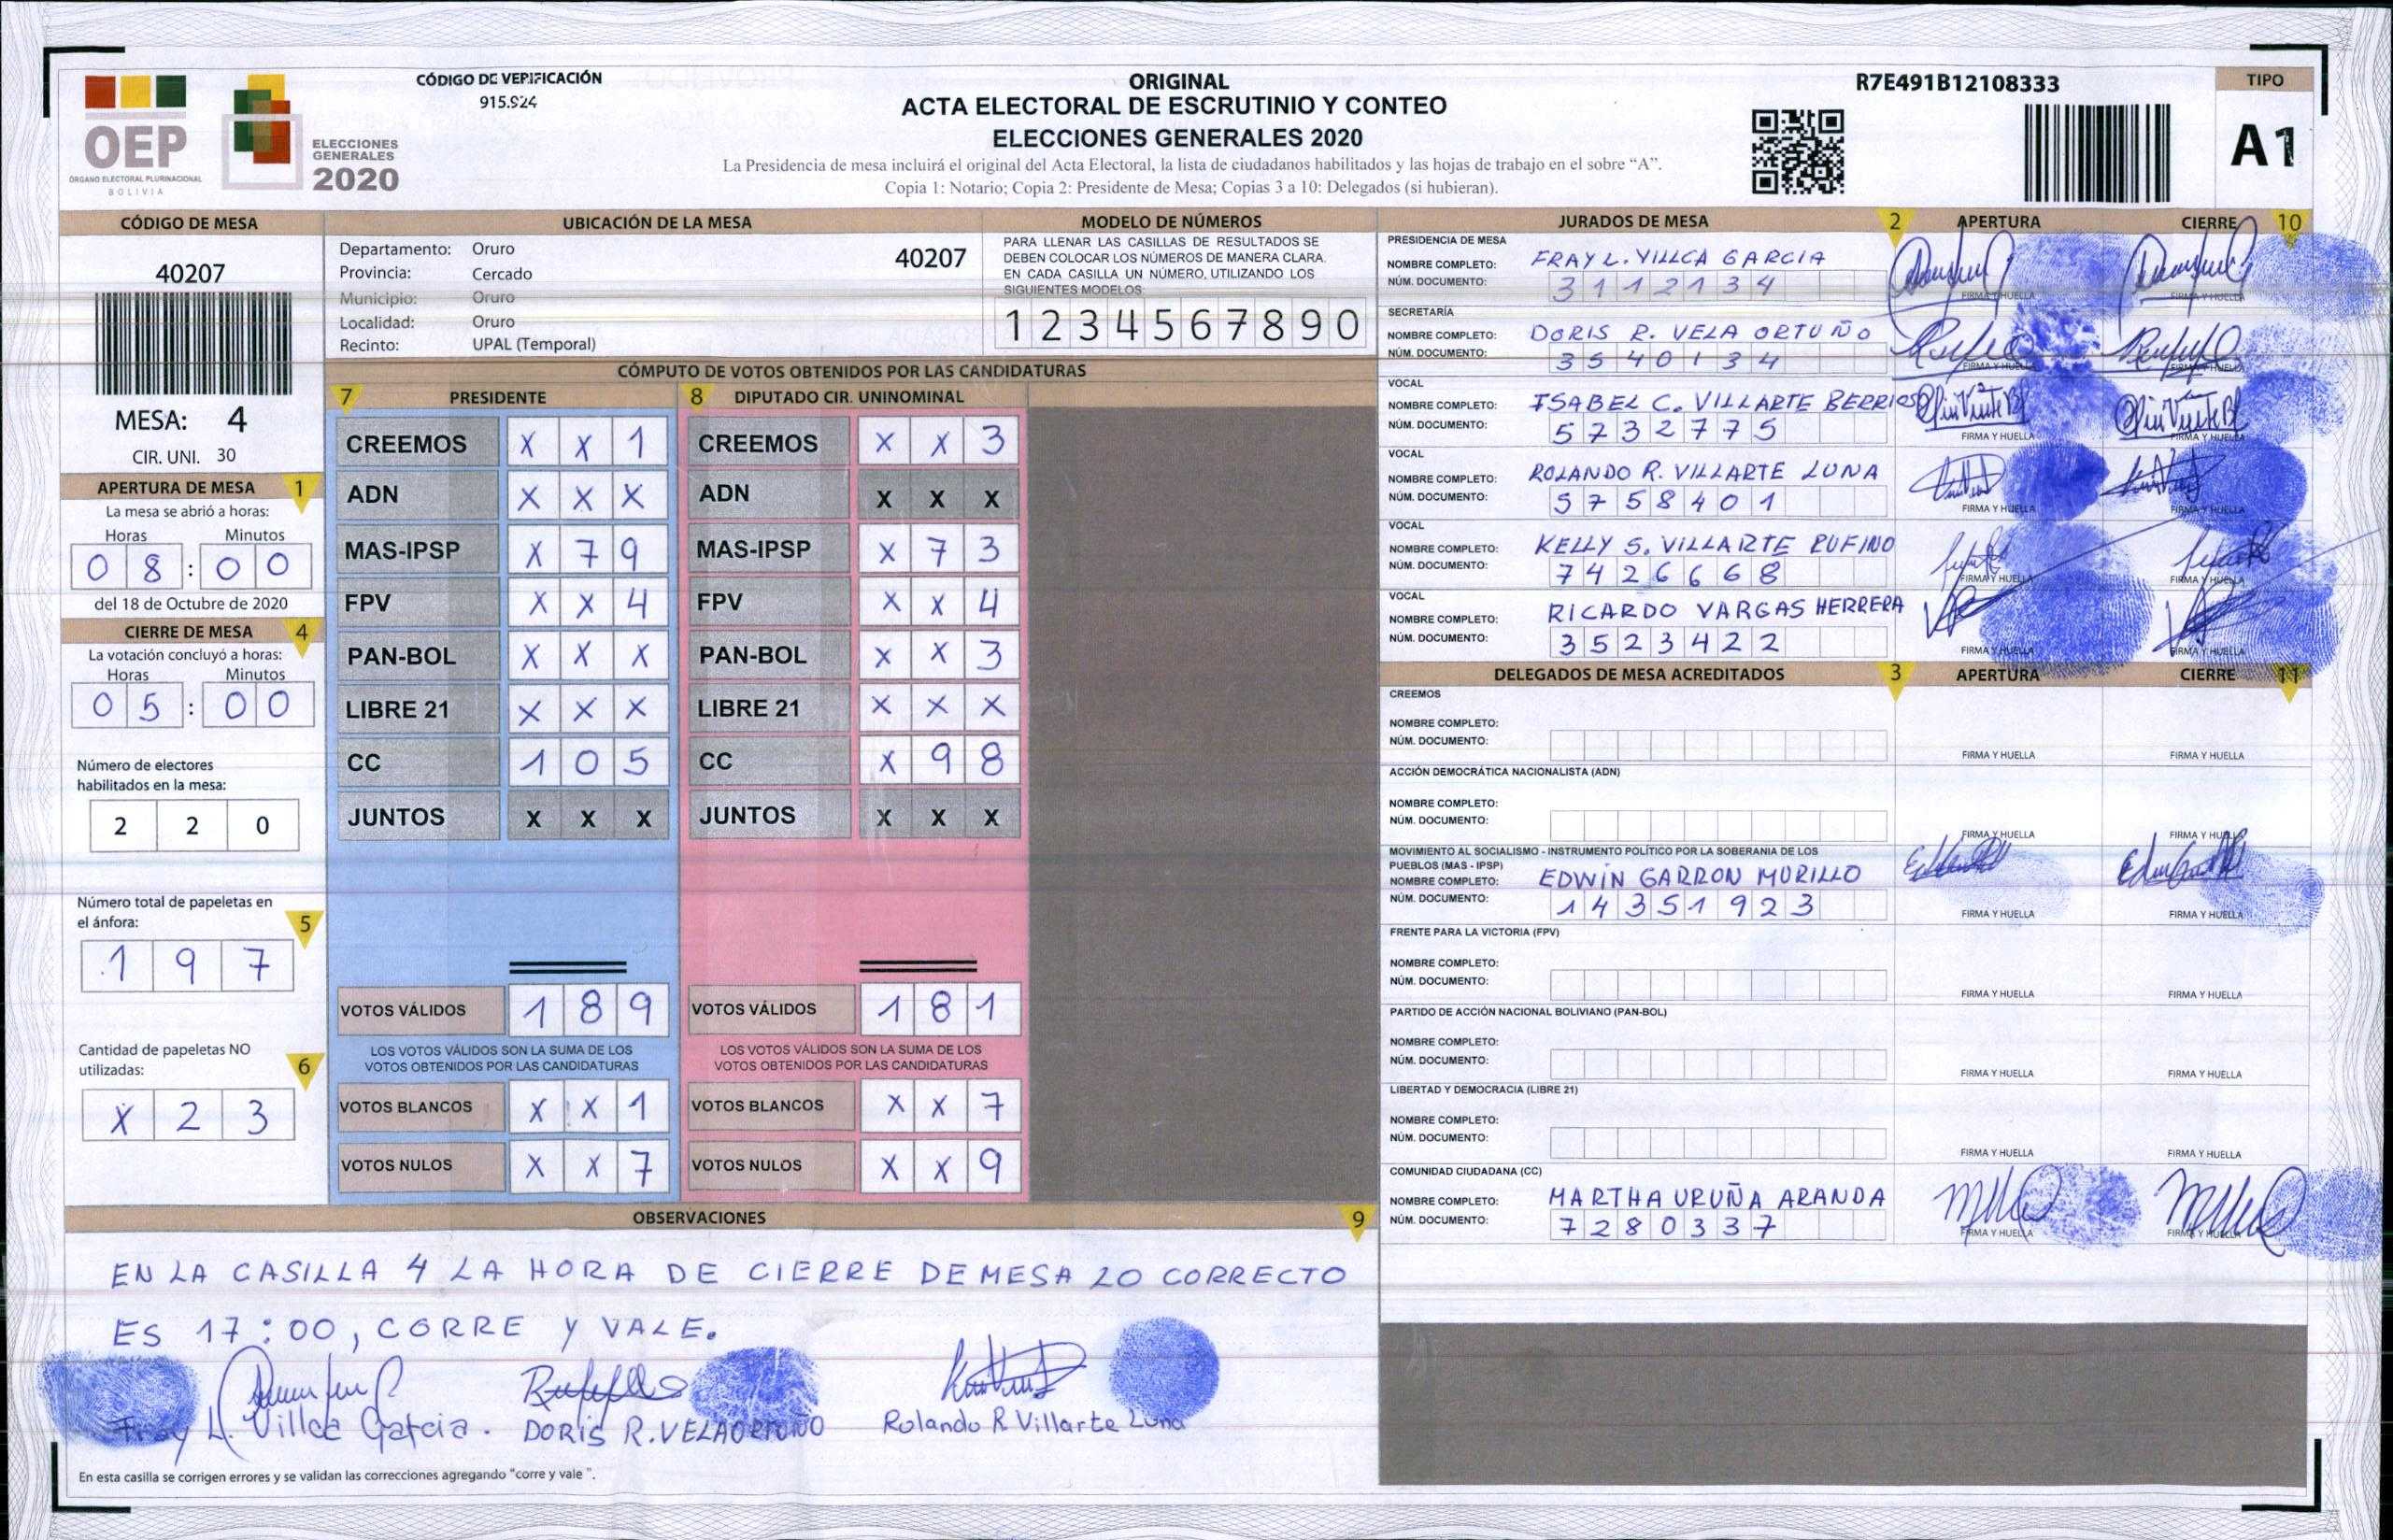 OEP
ÓRGANO ELECTORAL PLURINACIONAL
BOLIVIA
ELECCIONES
GENERALES
2020
CÓDIGO DE VERIFICACIÓN
915.924
ORIGINAL
ACTA ELECTORAL DE ESCRUTINIO Y CONTEO
ELECCIONES GENERALES 2020
La Presidencia de mesa incluirá el original del Acta Electoral, la lista de ciudadanos habilitados y las hojas de trabajo en el sobre “A”.
Copia 1: Notario; Copia 2: Presidente de Mesa; Copias 3 a 10: Delegados (si hubieran).
R7E491B12108333
TIPO
A1
CÓDIGO DE MESA
40207
MESA: 4
CIR. UNI. 30
APERTURA DE MESA 1
La mesa se abrió a horas:
Horas Minutos
0 8 : 0 0
del 18 de Octubre de 2020
CIERRE DE MESA 4
La votación concluyó a horas:
Horas Minutos
0 5 : 0 0
Número de electores
habilitados en la mesa:
2 2 0
Número total de papeletas en
el ánfora: 5
1 9 7
Cantidad de papeletas NO
utilizadas: 6
X 2 3
UBICACIÓN DE LA MESA
Departamento: Oruro 40207
Provincia: Cercado
Municipio: Oruro
Localidad: Oruro
Recinto: UPAL (Temporal)
MODELO DE NÚMEROS
PARA LLENAR LAS CASILLAS DE RESULTADOS SE
DEBEN COLOCAR LOS NÚMEROS DE MANERA CLARA.
EN CADA CASILLA UN NÚMERO, UTILIZANDO LOS
SIGUIENTES MODELOS:
1 2 3 4 5 6 7 8 9 0
CÓMPUTO DE VOTOS OBTENIDOS POR LAS CANDIDATURAS
7 PRESIDENTE
CREEMOS X X 1
ADN X X X
MAS-IPSP X 7 9
FPV X X 4
PAN-BOL X X X
LIBRE 21 X X X
CC 1 0 5
JUNTOS X X X
VOTOS VÁLIDOS 1 8 9
LOS VOTOS VÁLIDOS SON LA SUMA DE LOS
VOTOS OBTENIDOS POR LAS CANDIDATURAS
VOTOS BLANCOS X X 1
VOTOS NULOS X X 7
8 DIPUTADO CIR. UNINOMINAL
CREEMOS X X 3
ADN X X X
MAS-IPSP X 7 3
FPV X X 4
PAN-BOL X X 3
LIBRE 21 X X X
CC X 9 8
JUNTOS X X X
VOTOS VÁLIDOS 1 8 1
LOS VOTOS VÁLIDOS SON LA SUMA DE LOS
VOTOS OBTENIDOS POR LAS CANDIDATURAS
VOTOS BLANCOS X X 7
VOTOS NULOS X X 9
OBSERVACIONES 9
EN LA CASILLA 4 LA HORA DE CIERRE DE MESA LO CORRECTO
ES 17:00, CORRE Y VALE.
Fray L. Villca Garcia. DORIS R. VELA ORTUÑO Rolando R Villarte Luna
En esta casilla se corrigen errores y se validan las correcciones agregando "corre y vale ".
JURADOS DE MESA 2 APERTURA CIERRE 10
PRESIDENCIA DE MESA
NOMBRE COMPLETO: FRAY L. VILLCA GARCIA
NÚM. DOCUMENTO: 3 1 1 2 1 3 4
FIRMA Y HUELLA FIRMA Y HUELLA
SECRETARÍA
NOMBRE COMPLETO: DORIS R. VELA ORTUÑO
NÚM. DOCUMENTO: 3 5 4 0 1 3 4
FIRMA Y HUELLA FIRMA Y HUELLA
VOCAL
NOMBRE COMPLETO: ISABEL C. VILLARTE BERRIOS
NÚM. DOCUMENTO: 5 7 3 2 7 7 5
FIRMA Y HUELLA FIRMA Y HUELLA
VOCAL
NOMBRE COMPLETO: ROLANDO R. VILLARTE LUNA
NÚM. DOCUMENTO: 5 7 5 8 4 0 1
FIRMA Y HUELLA FIRMA Y HUELLA
VOCAL
NOMBRE COMPLETO: KELLY S. VILLARTE RUFINO
NÚM. DOCUMENTO: 7 4 2 6 6 6 8
FIRMA Y HUELLA FIRMA Y HUELLA
VOCAL
NOMBRE COMPLETO: RICARDO VARGAS HERRERA
NÚM. DOCUMENTO: 3 5 2 3 4 2 2
FIRMA Y HUELLA FIRMA Y HUELLA
DELEGADOS DE MESA ACREDITADOS 3 APERTURA CIERRE 11
CREEMOS
NOMBRE COMPLETO:
NÚM. DOCUMENTO:
FIRMA Y HUELLA FIRMA Y HUELLA
ACCIÓN DEMOCRÁTICA NACIONALISTA (ADN)
NOMBRE COMPLETO:
NÚM. DOCUMENTO:
FIRMA Y HUELLA FIRMA Y HUELLA
MOVIMIENTO AL SOCIALISMO - INSTRUMENTO POLÍTICO POR LA SOBERANIA DE LOS
PUEBLOS (MAS - IPSP)
NOMBRE COMPLETO: EDWIN GARRON MURILLO
NÚM. DOCUMENTO: 1 4 3 5 1 9 2 3
FIRMA Y HUELLA FIRMA Y HUELLA
FRENTE PARA LA VICTORIA (FPV)
NOMBRE COMPLETO:
NÚM. DOCUMENTO:
FIRMA Y HUELLA FIRMA Y HUELLA
PARTIDO DE ACCIÓN NACIONAL BOLIVIANO (PAN-BOL)
NOMBRE COMPLETO:
NÚM. DOCUMENTO:
FIRMA Y HUELLA FIRMA Y HUELLA
LIBERTAD Y DEMOCRACIA (LIBRE 21)
NOMBRE COMPLETO:
NÚM. DOCUMENTO:
FIRMA Y HUELLA FIRMA Y HUELLA
COMUNIDAD CIUDADANA (CC)
NOMBRE COMPLETO: MARTHA URUÑA ARANDA
NÚM. DOCUMENTO: 7 2 8 0 3 3 7
FIRMA Y HUELLA FIRMA Y HUELLA